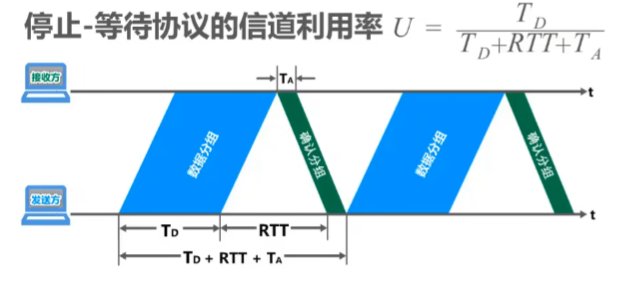 停止-等待协议的信道利用率 U = T_D / (T_D+RTT+T_A)
接收方
T_A
t
数据分组
确认分组
数据分组
确认分组
发送方
t
T_D
RTT
T_D + RTT + T_A